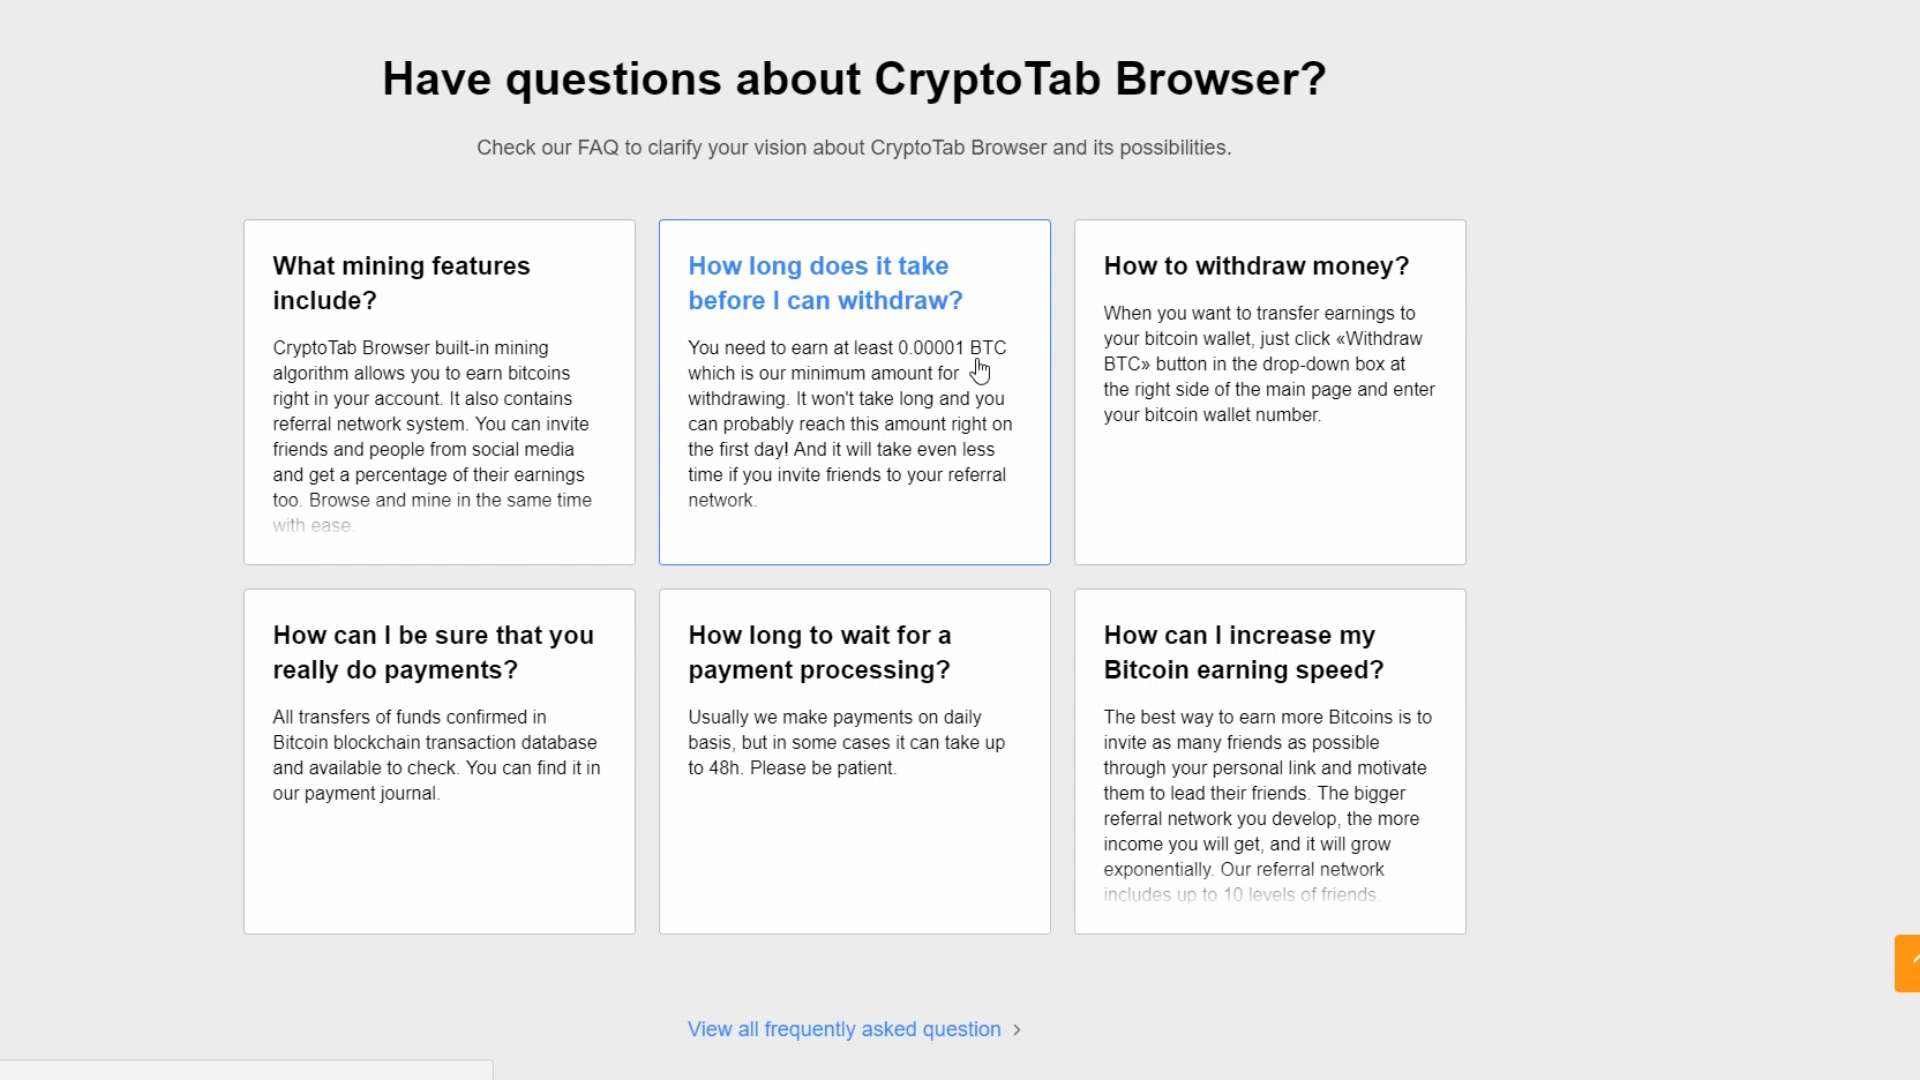 Have questions about CryptoTab Browser?
Check our FAQ to clarify your vision about CryptoTab Browser and its possibilities.
What mining features
include?
CryptoTab Browser built-in mining
algorithm allows you to earn bitcoins
right in your account. It also contains
referral network system. You can invite
friends and people from social media
and get a percentage of their earnings
too. Browse and mine in the same time
with ease.
How long does it take
before I can withdraw?
You need to earn at least 0.00001 BTC
which is our minimum amount for
withdrawing. It won't take long and you
can probably reach this amount right on
the first day! And it will take even less
time if you invite friends to your referral
network.
How to withdraw money?
When you want to transfer earnings to
your bitcoin wallet, just click «Withdraw
BTC» button in the drop-down box at
the right side of the main page and enter
your bitcoin wallet number.
How can I be sure that you
really do payments?
All transfers of funds confirmed in
Bitcoin blockchain transaction database
and available to check. You can find it in
our payment journal.
How long to wait for a
payment processing?
Usually we make payments on daily
basis, but in some cases it can take up
to 48h. Please be patient.
How can I increase my
Bitcoin earning speed?
The best way to earn more Bitcoins is to
invite as many friends as possible
through your personal link and motivate
them to lead their friends. The bigger
referral network you develop, the more
income you will get, and it will grow
exponentially. Our referral network
includes up to 10 levels of friends.
View all frequently asked question